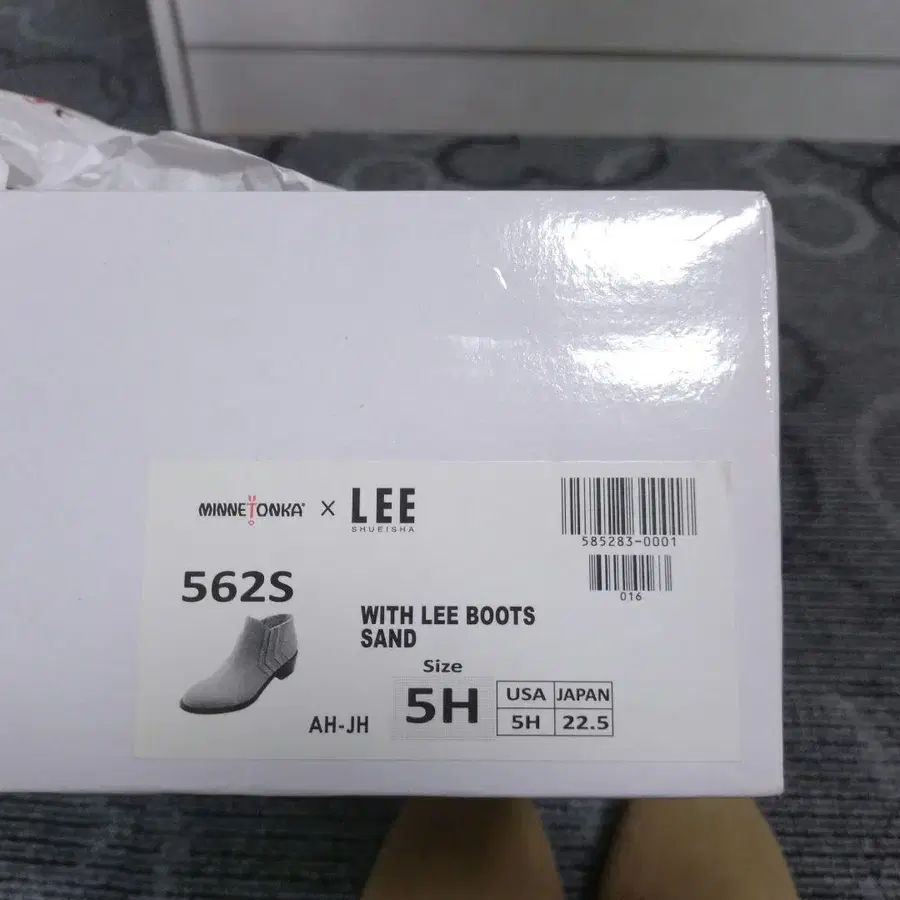 MINNETONKA® × LEE
SHUEISHA
585283-0001
016
562S
WITH LEE BOOTS
SAND
Size
5H
USA JAPAN
5H 22.5
AH-JH